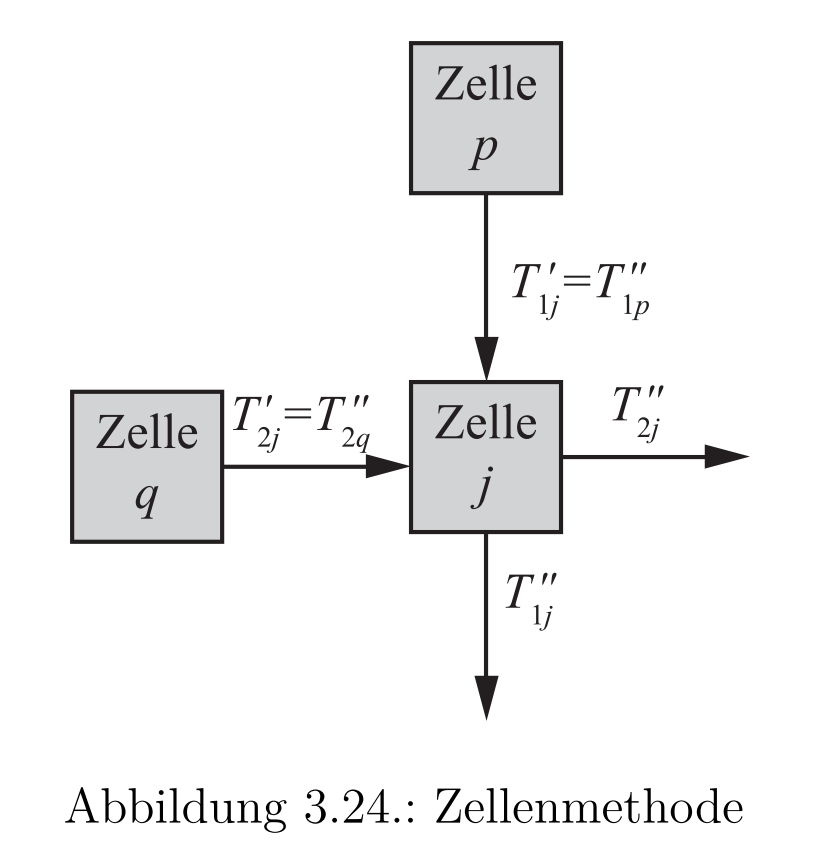 Zelle
p
T′1j=T″1p
Zelle
q
T′2j=T″2q
Zelle
j
T″2j
T″1j
Abbildung 3.24.: Zellenmethode